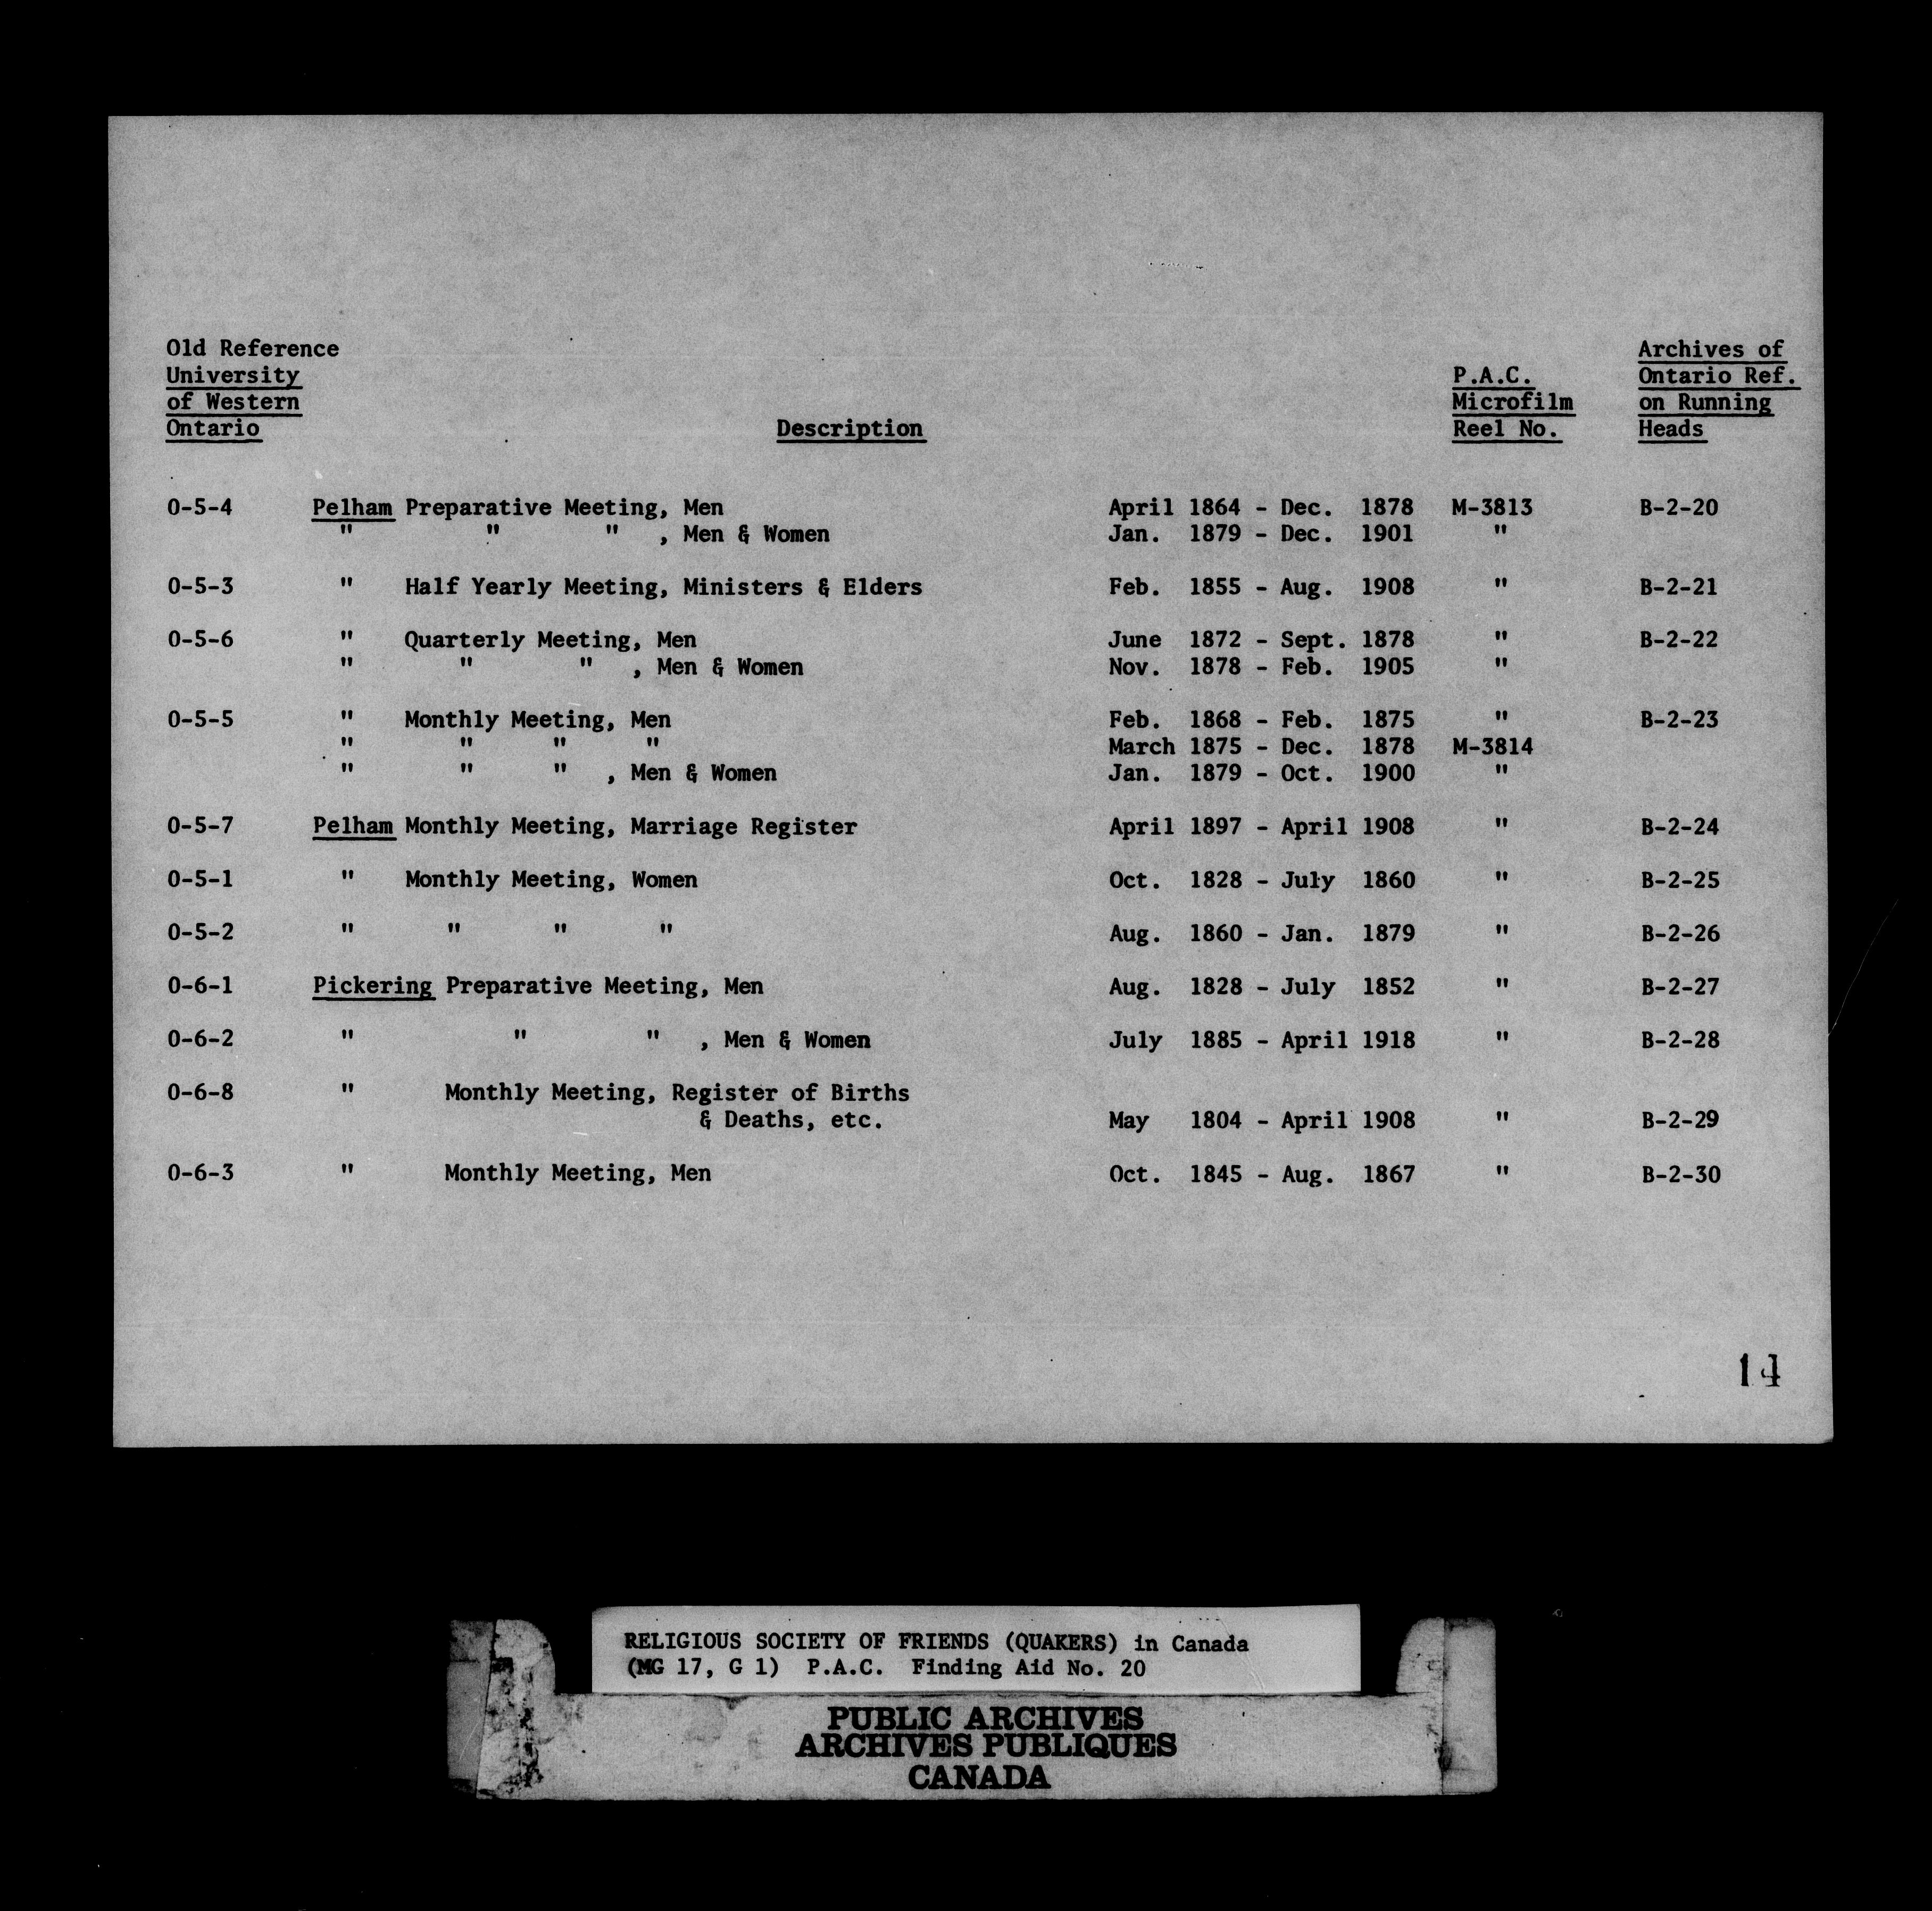 Old Reference
University
of Western
Ontario
Description
P.A.C.
Microfilm
Reel No.
Archives of
Ontario Ref.
on Running
Heads
0-5-4 Pelham Preparative Meeting, Men April 1864 - Dec. 1878 M-3813 B-2-20
" " " , Men & Women Jan. 1879 - Dec. 1901 "
0-5-3 " Half Yearly Meeting, Ministers & Elders Feb. 1855 - Aug. 1908 " B-2-21
0-5-6 " Quarterly Meeting, Men June 1872 - Sept. 1878 " B-2-22
" " " , Men & Women Nov. 1878 - Feb. 1905 "
0-5-5 " Monthly Meeting, Men Feb. 1868 - Feb. 1875 " B-2-23
" " " " March 1875 - Dec. 1878 M-3814
" " " , Men & Women Jan. 1879 - Oct. 1900 "
0-5-7 Pelham Monthly Meeting, Marriage Register April 1897 - April 1908 " B-2-24
0-5-1 " Monthly Meeting, Women Oct. 1828 - July 1860 " B-2-25
0-5-2 " " " " Aug. 1860 - Jan. 1879 " B-2-26
0-6-1 Pickering Preparative Meeting, Men Aug. 1828 - July 1852 " B-2-27
0-6-2 " " " , Men & Women July 1885 - April 1918 " B-2-28
0-6-8 " Monthly Meeting, Register of Births
& Deaths, etc. May 1804 - April 1908 " B-2-29
0-6-3 " Monthly Meeting, Men Oct. 1845 - Aug. 1867 " B-2-30
14
RELIGIOUS SOCIETY OF FRIENDS (QUAKERS) in Canada
(MG 17, G 1) P.A.C. Finding Aid No. 20
PUBLIC ARCHIVES
ARCHIVES PUBLIQUES
CANADA